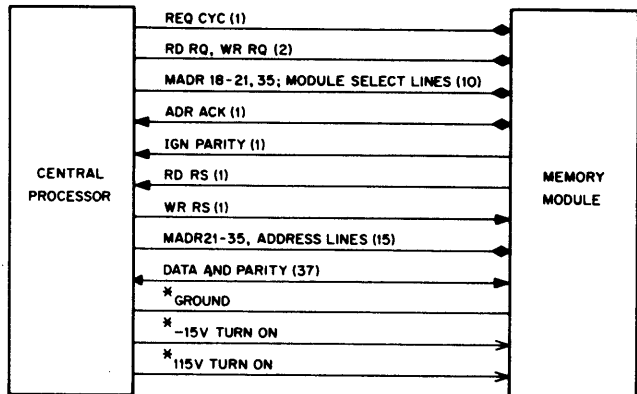 REQ CYC (1)
RD RQ, WR RQ (2)
MADR 18-21, 35; MODULE SELECT LINES (10)
ADR ACK (1)
IGN PARITY (1)
RD RS (1)
WR RS (1)
MADR21-35, ADDRESS LINES (15)
DATA AND PARITY (37)
*GROUND
*-15V TURN ON
*115V TURN ON
CENTRAL
PROCESSOR
MEMORY
MODULE